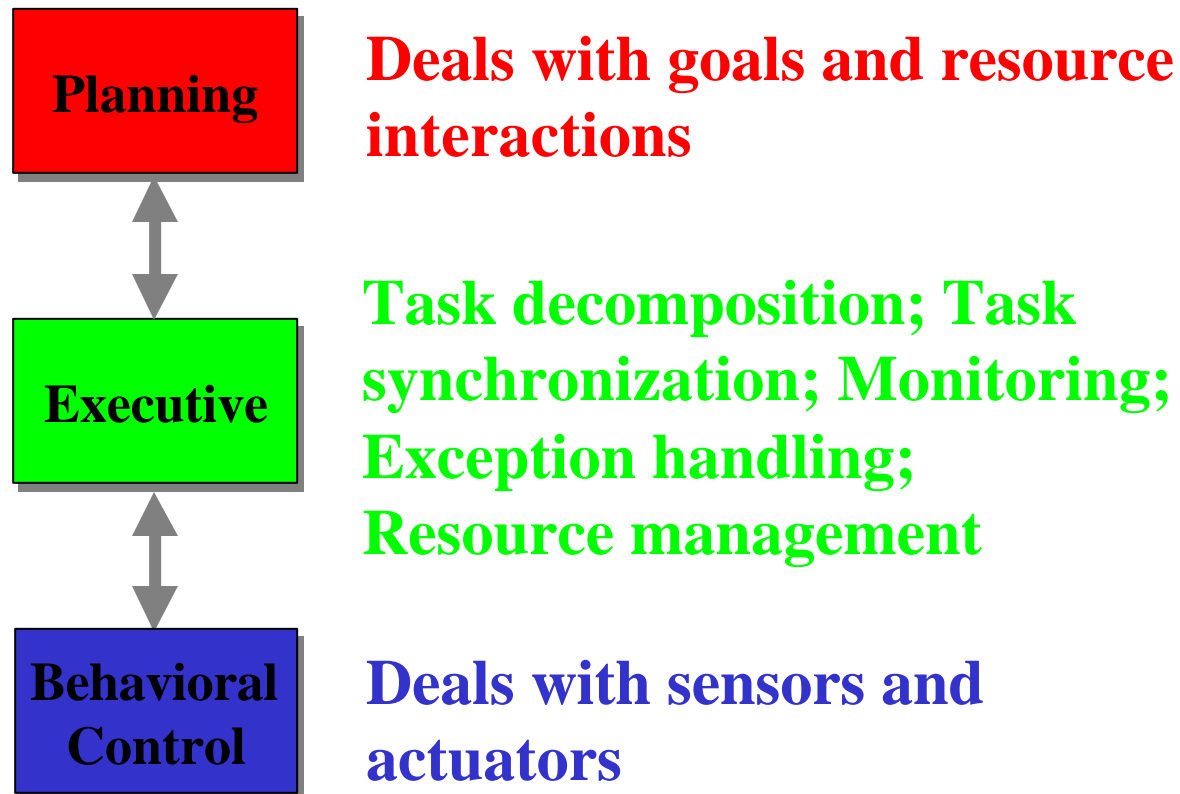 Planning
Deals with goals and resource
interactions
Executive
Task decomposition; Task
synchronization; Monitoring;
Exception handling;
Resource management
Behavioral
Control
Deals with sensors and
actuators